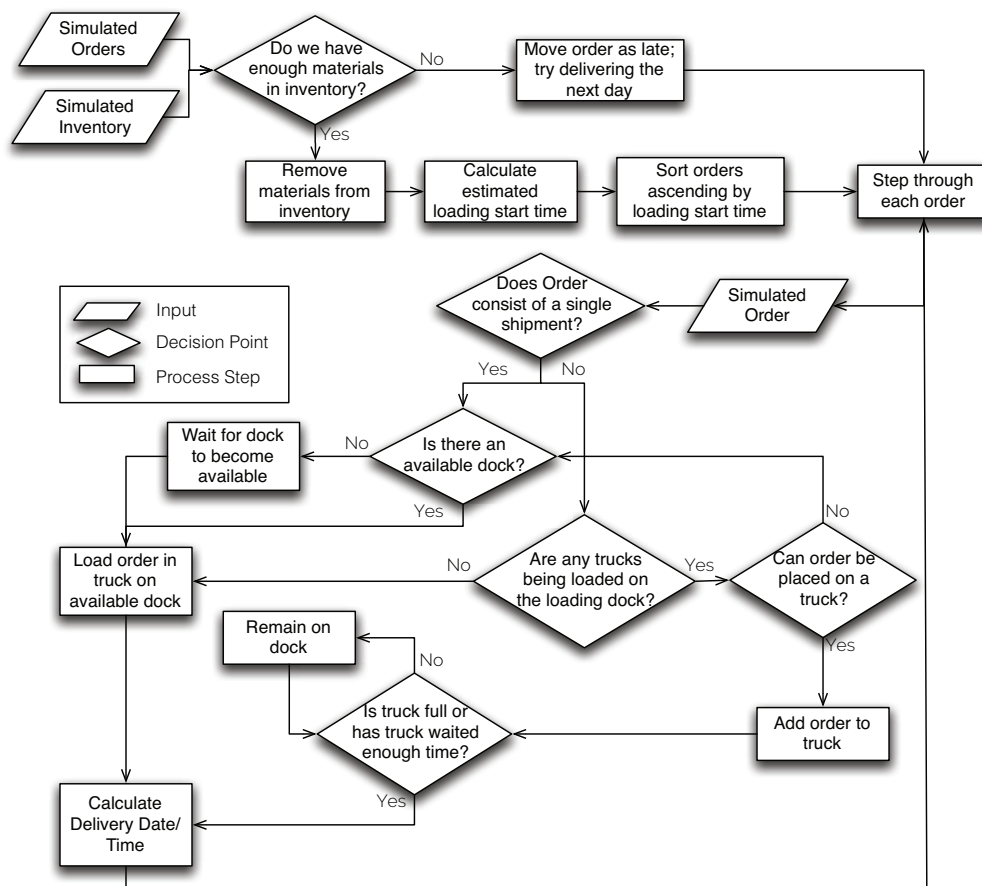 Simulated
Orders
Do we have
enough materials
in inventory?
No
Move order as late;
try delivering the
next day
Simulated
Inventory
Yes
Remove
materials from
inventory
Calculate
estimated
loading start time
Sort orders
ascending by
loading start time
Step through
each order
Does Order
consist of a single
shipment?
Simulated
Order
Input
Decision Point
Process Step
Yes
No
Wait for dock
to become
available
No
Is there an
available dock?
Yes
No
Load order in
truck on
available dock
No
Are any trucks
being loaded on
the loading dock?
Yes
Can order be
placed on a
truck?
Remain on
dock
No
Yes
Is truck full or
has truck waited
enough time?
Add order to
truck
Yes
Calculate
Delivery Date/
Time